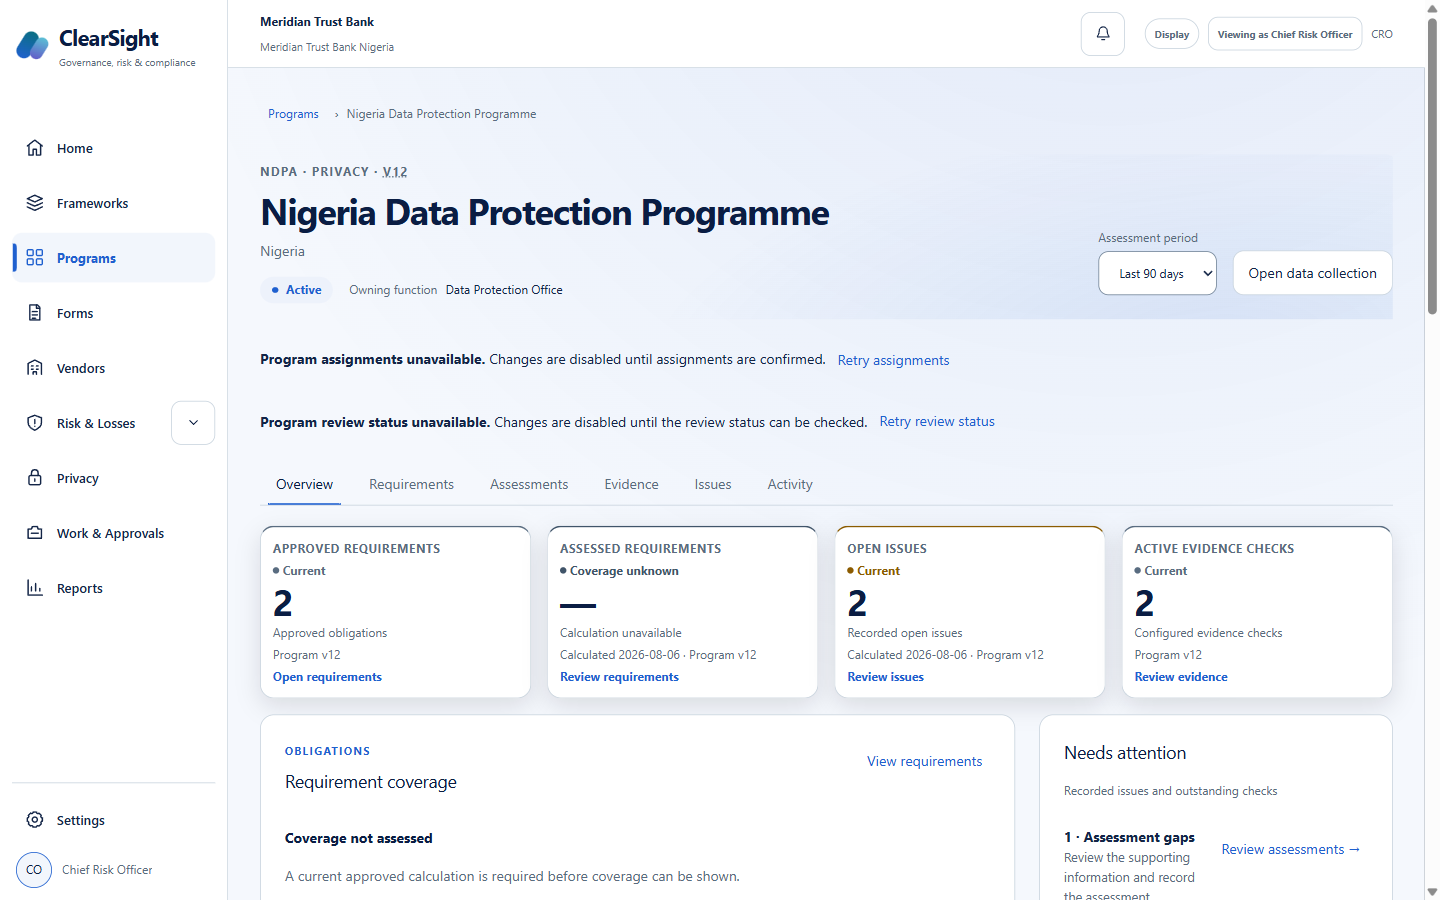 ClearSight
Governance, risk & compliance
Home
Frameworks
Programs
Forms
Vendors
Risk & Losses
Privacy
Work & Approvals
Reports
Settings
CO
Chief Risk Officer
Meridian Trust Bank
Meridian Trust Bank Nigeria
Display
Viewing as Chief Risk Officer
CRO
Programs › Nigeria Data Protection Programme
NDPA · PRIVACY · V12
Nigeria Data Protection Programme
Nigeria
Active
Owning function Data Protection Office
Assessment period
Last 90 days
Open data collection
Program assignments unavailable. Changes are disabled until assignments are confirmed. Retry assignments
Program review status unavailable. Changes are disabled until the review status can be checked. Retry review status
Overview
Requirements
Assessments
Evidence
Issues
Activity
APPROVED REQUIREMENTS
Current
2
Approved obligations
Program v12
Open requirements
ASSESSED REQUIREMENTS
Coverage unknown
—
Calculation unavailable
Calculated 2026-08-06 · Program v12
Review requirements
OPEN ISSUES
Current
2
Recorded open issues
Calculated 2026-08-06 · Program v12
Review issues
ACTIVE EVIDENCE CHECKS
Current
2
Configured evidence checks
Program v12
Review evidence
OBLIGATIONS
Requirement coverage
View requirements
Coverage not assessed
A current approved calculation is required before coverage can be shown.
Needs attention
Recorded issues and outstanding checks
1 · Assessment gaps
Review the supporting
information and record
the assessment
Review assessments →